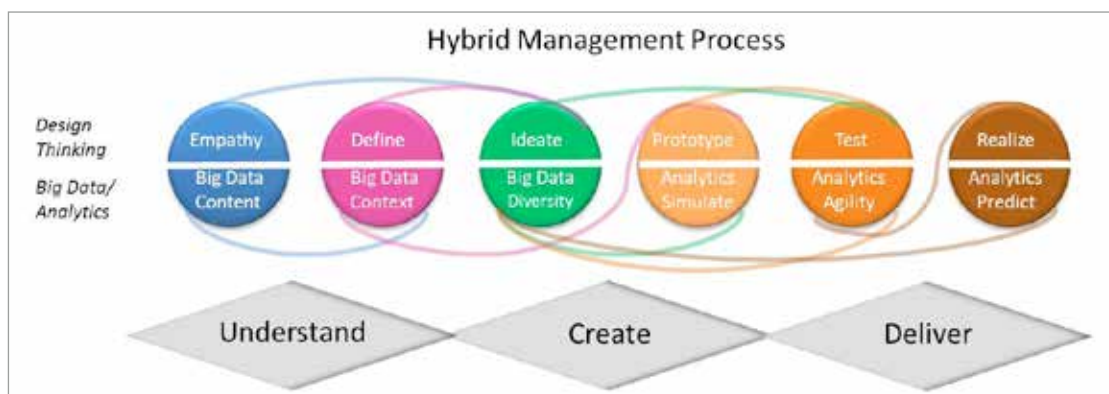 Hybrid Management Process
Design
Thinking
Empathy
Define
Ideate
Prototype
Test
Realize
Big Data/
Analytics
Big Data
Content
Big Data
Context
Big Data
Diversity
Analytics
Simulate
Analytics
Agility
Analytics
Predict
Understand
Create
Deliver